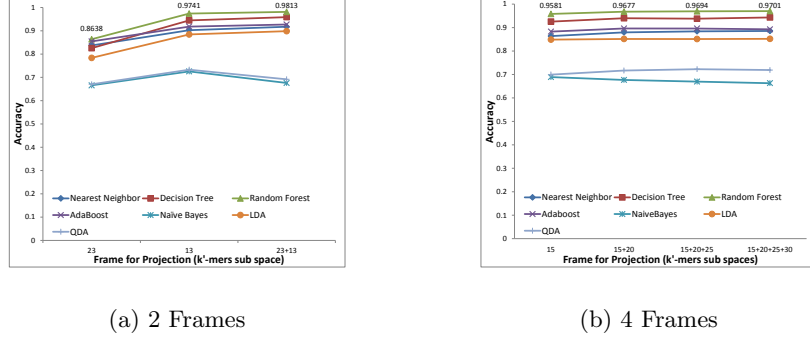 0.8638 0.9741 0.9813
1
0.9
0.8
0.7
0.6
0.5
0.4
0.3
0.2
0.1
0
Accuracy
Nearest Neighbor Decision Tree Random Forest
AdaBoost Naïve Bayes LDA
QDA
23 13 23+13
Frame for Projection (k'-mers sub space)
(a) 2 Frames
0.9581 0.9677 0.9694 0.9701
1
0.9
0.8
0.7
0.6
0.5
0.4
0.3
0.2
0.1
0
Accuracy
Nearest Neighbor Decision Tree Random Forest
Adaboost NaiveBayes LDA
QDA
15 15+20 15+20+25 15+20+25+30
Frame for Projection (k'-mers sub spaces)
(b) 4 Frames